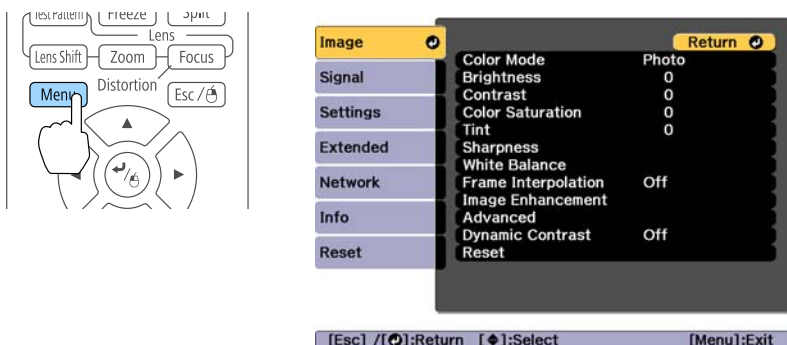 Test Pattern Freeze Split
Lens
Lens Shift Zoom Focus
Menu Distortion Esc/
Image
Signal
Settings
Extended
Network
Info
Reset
Return
Color Mode Photo
Brightness 0
Contrast 0
Color Saturation 0
Tint 0
Sharpness
White Balance
Frame Interpolation Off
Image Enhancement
Advanced
Dynamic Contrast Off
Reset
[Esc] /[ ]:Return [ ]:Select [Menu]:Exit